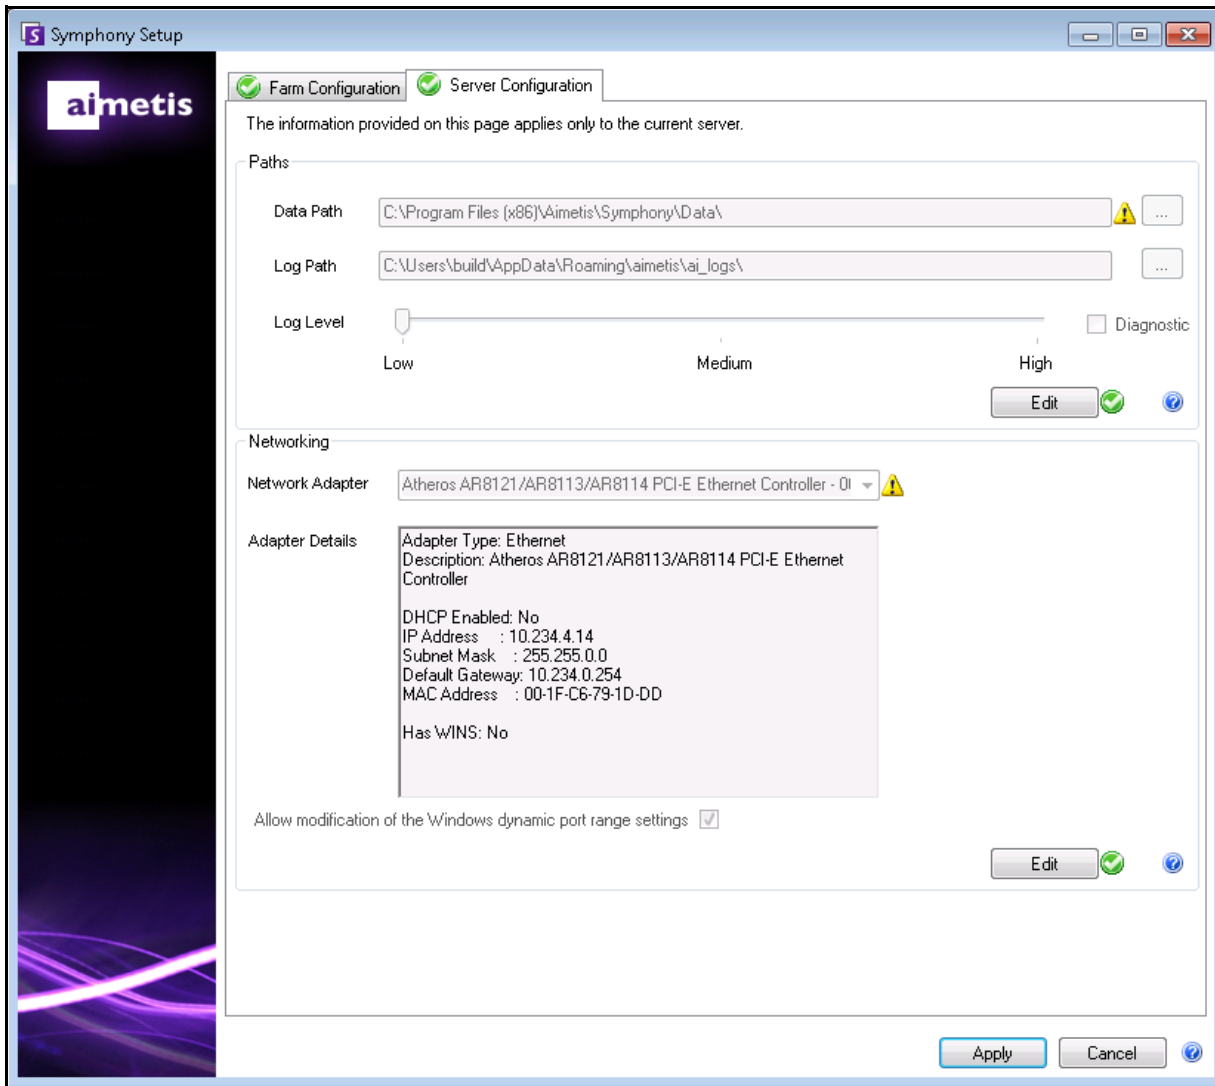 Symphony Setup
aimetis
Farm Configuration
Server Configuration
The information provided on this page applies only to the current server.
Paths
Data Path
C:\Program Files (x86)\Aimetis\Symphony\Data\
...
Log Path
C:\Users\build\AppData\Roaming\aimetis\ai_logs\
...
Log Level
Diagnostic
Low Medium High
Edit
Networking
Network Adapter
Atheros AR8121/AR8113/AR8114 PCI-E Ethernet Controller -
Adapter Details
Adapter Type: Ethernet
Description: Atheros AR8121/AR8113/AR8114 PCI-E Ethernet
Controller
DHCP Enabled: No
IP Address : 10.234.4.14
Subnet Mask : 255.255.0.0
Default Gateway: 10.234.0.254
MAC Address : 00-1F-C6-79-1D-DD
Has WINS: No
Allow modification of the Windows dynamic port range settings
Edit
Apply
Cancel